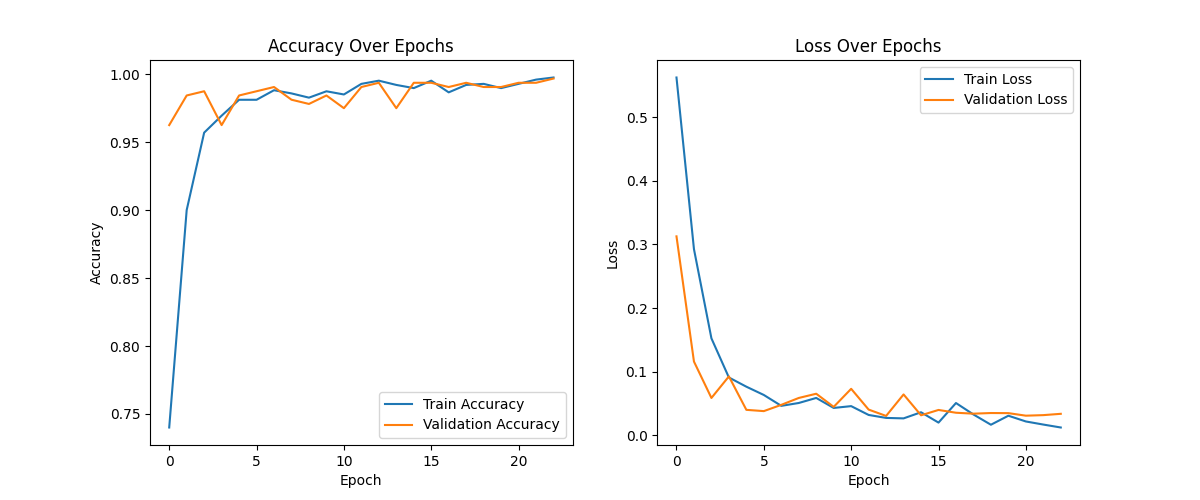 Accuracy Over Epochs
1.00
0.95
0.90
0.85
0.80
0.75
Accuracy
Train Accuracy
Validation Accuracy
0 5 10 15 20
Epoch
Loss Over Epochs
Train Loss
Validation Loss
0.5
0.4
0.3
0.2
0.1
0.0
Loss
0 5 10 15 20
Epoch